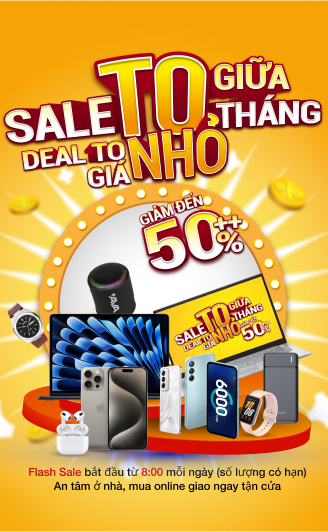 SALE TO GIỮA THÁNG
DEAL TO GIÁ NHỎ
GIẢM ĐẾN
50%++
AVA+
SALE TO GIỮA THÁNG
NHỎ
50%
6000
Flash Sale bắt đầu từ 8:00 mỗi ngày (số lượng có hạn)
An tâm ở nhà, mua online giao ngay tận cửa